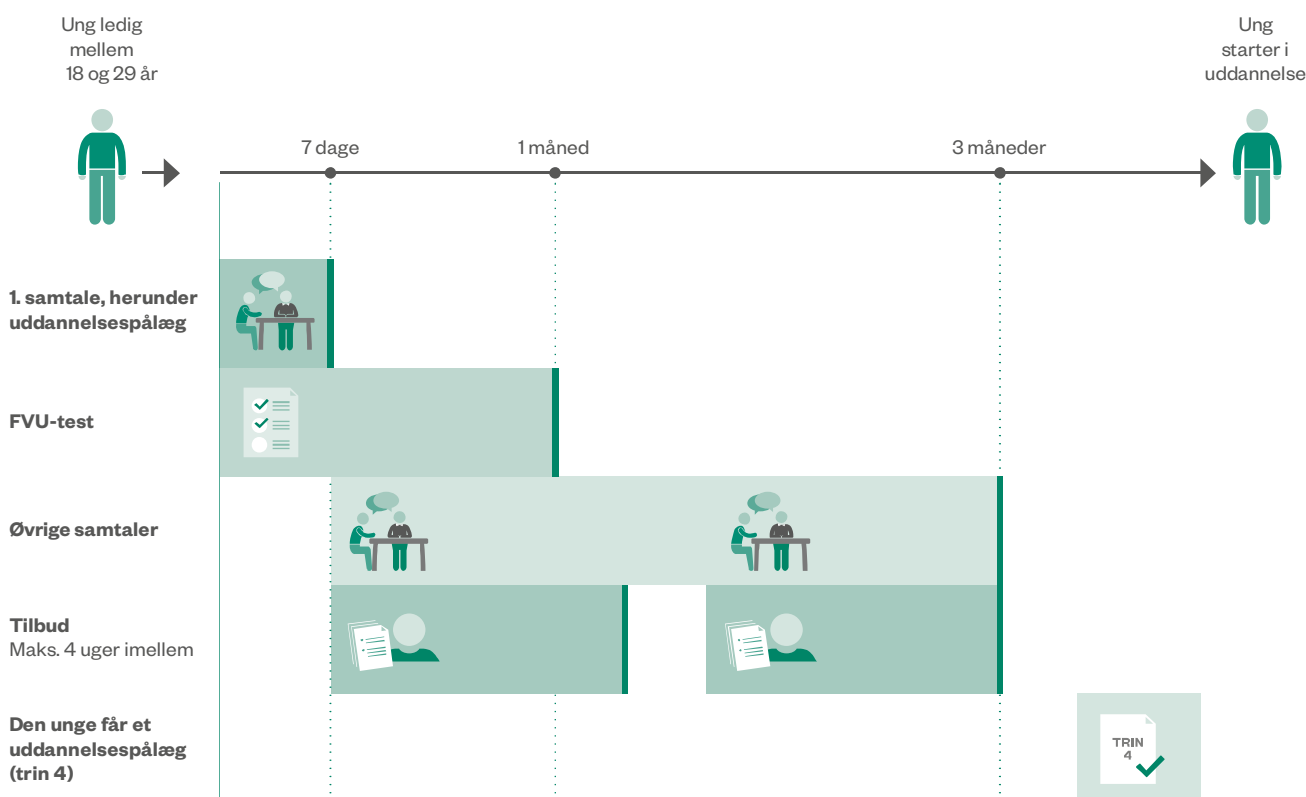 Ung ledig
mellem
18 og 29 år
Ung
starter i
uddannelse
7 dage
1 måned
3 måneder
1. samtale, herunder
uddannelsespålæg
FVU-test
Øvrige samtaler
Tilbud
Maks. 4 uger imellem
Den unge får et
uddannelsespålæg
(trin 4)
TRIN
4